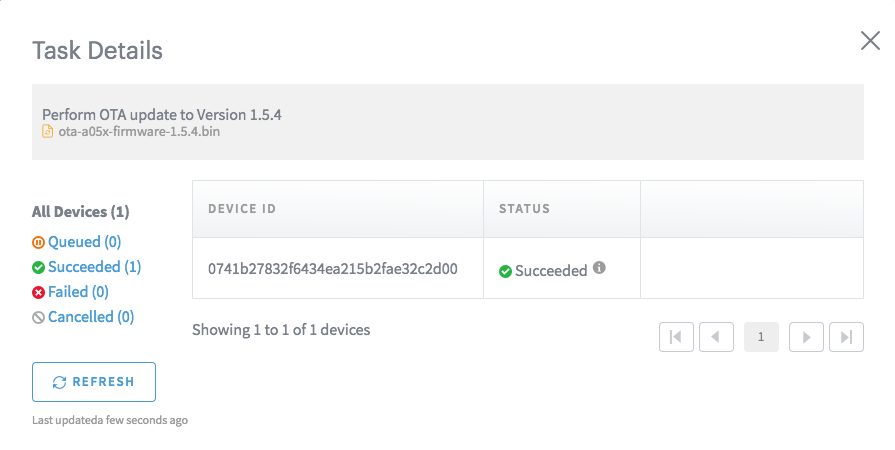 Task Details
Perform OTA update to Version 1.5.4
ota-a05x-firmware-1.5.4.bin
All Devices (1)
Queued (0)
Succeeded (1)
Failed (0)
Cancelled (0)
REFRESH
Last updateda few seconds ago
DEVICE ID STATUS
0741b27832f6434ea215b2fae32c2d00 Succeeded
Showing 1 to 1 of 1 devices
1